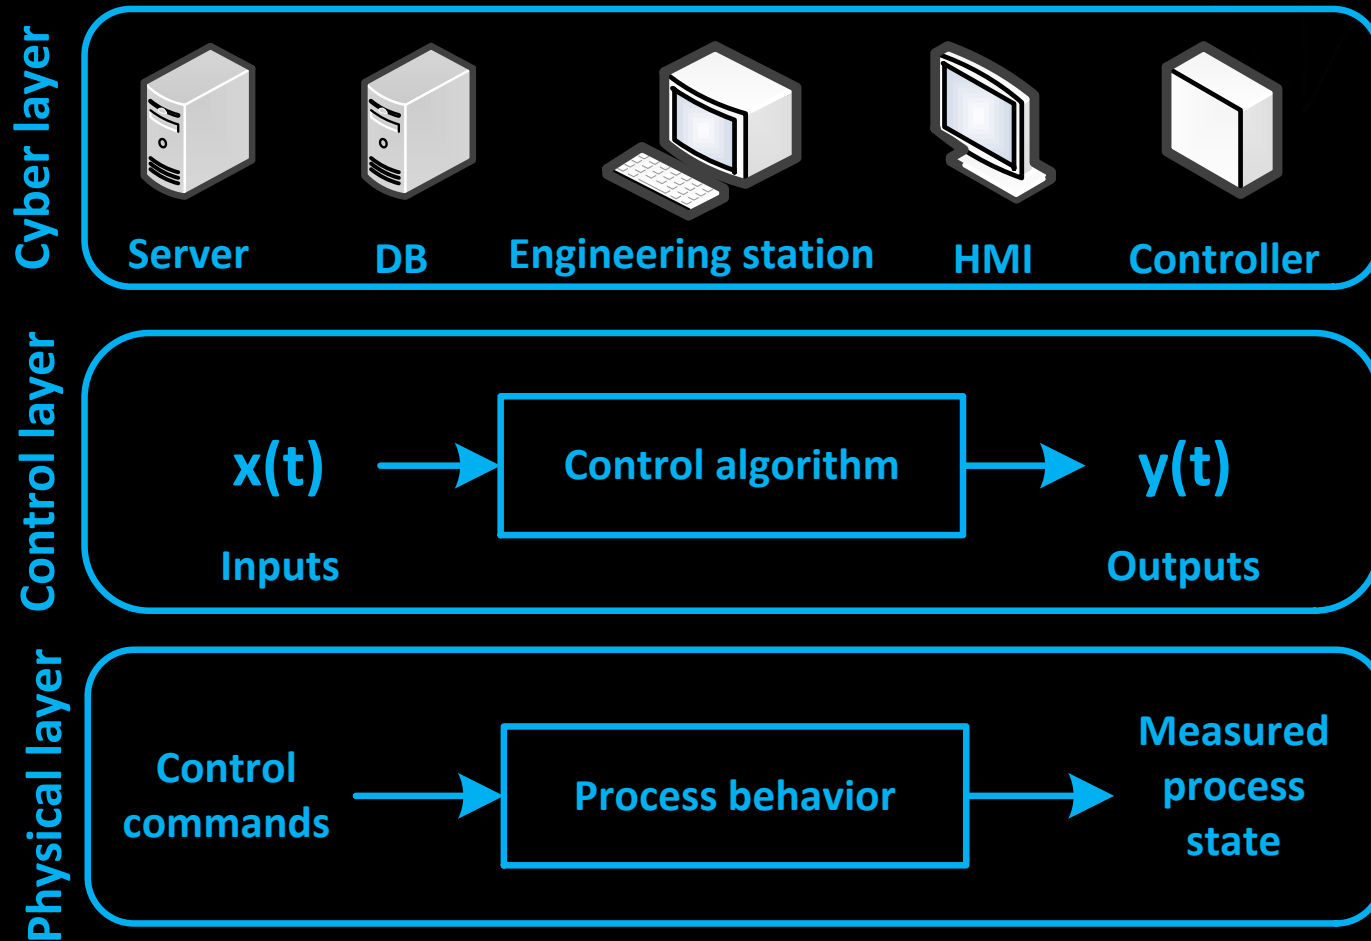 Cyber layer
Server
DB
Engineering station
HMI
Controller
Control layer
x(t)
Inputs
Control algorithm
y(t)
Outputs
Physical layer
Control
commands
Process behavior
Measured
process
state